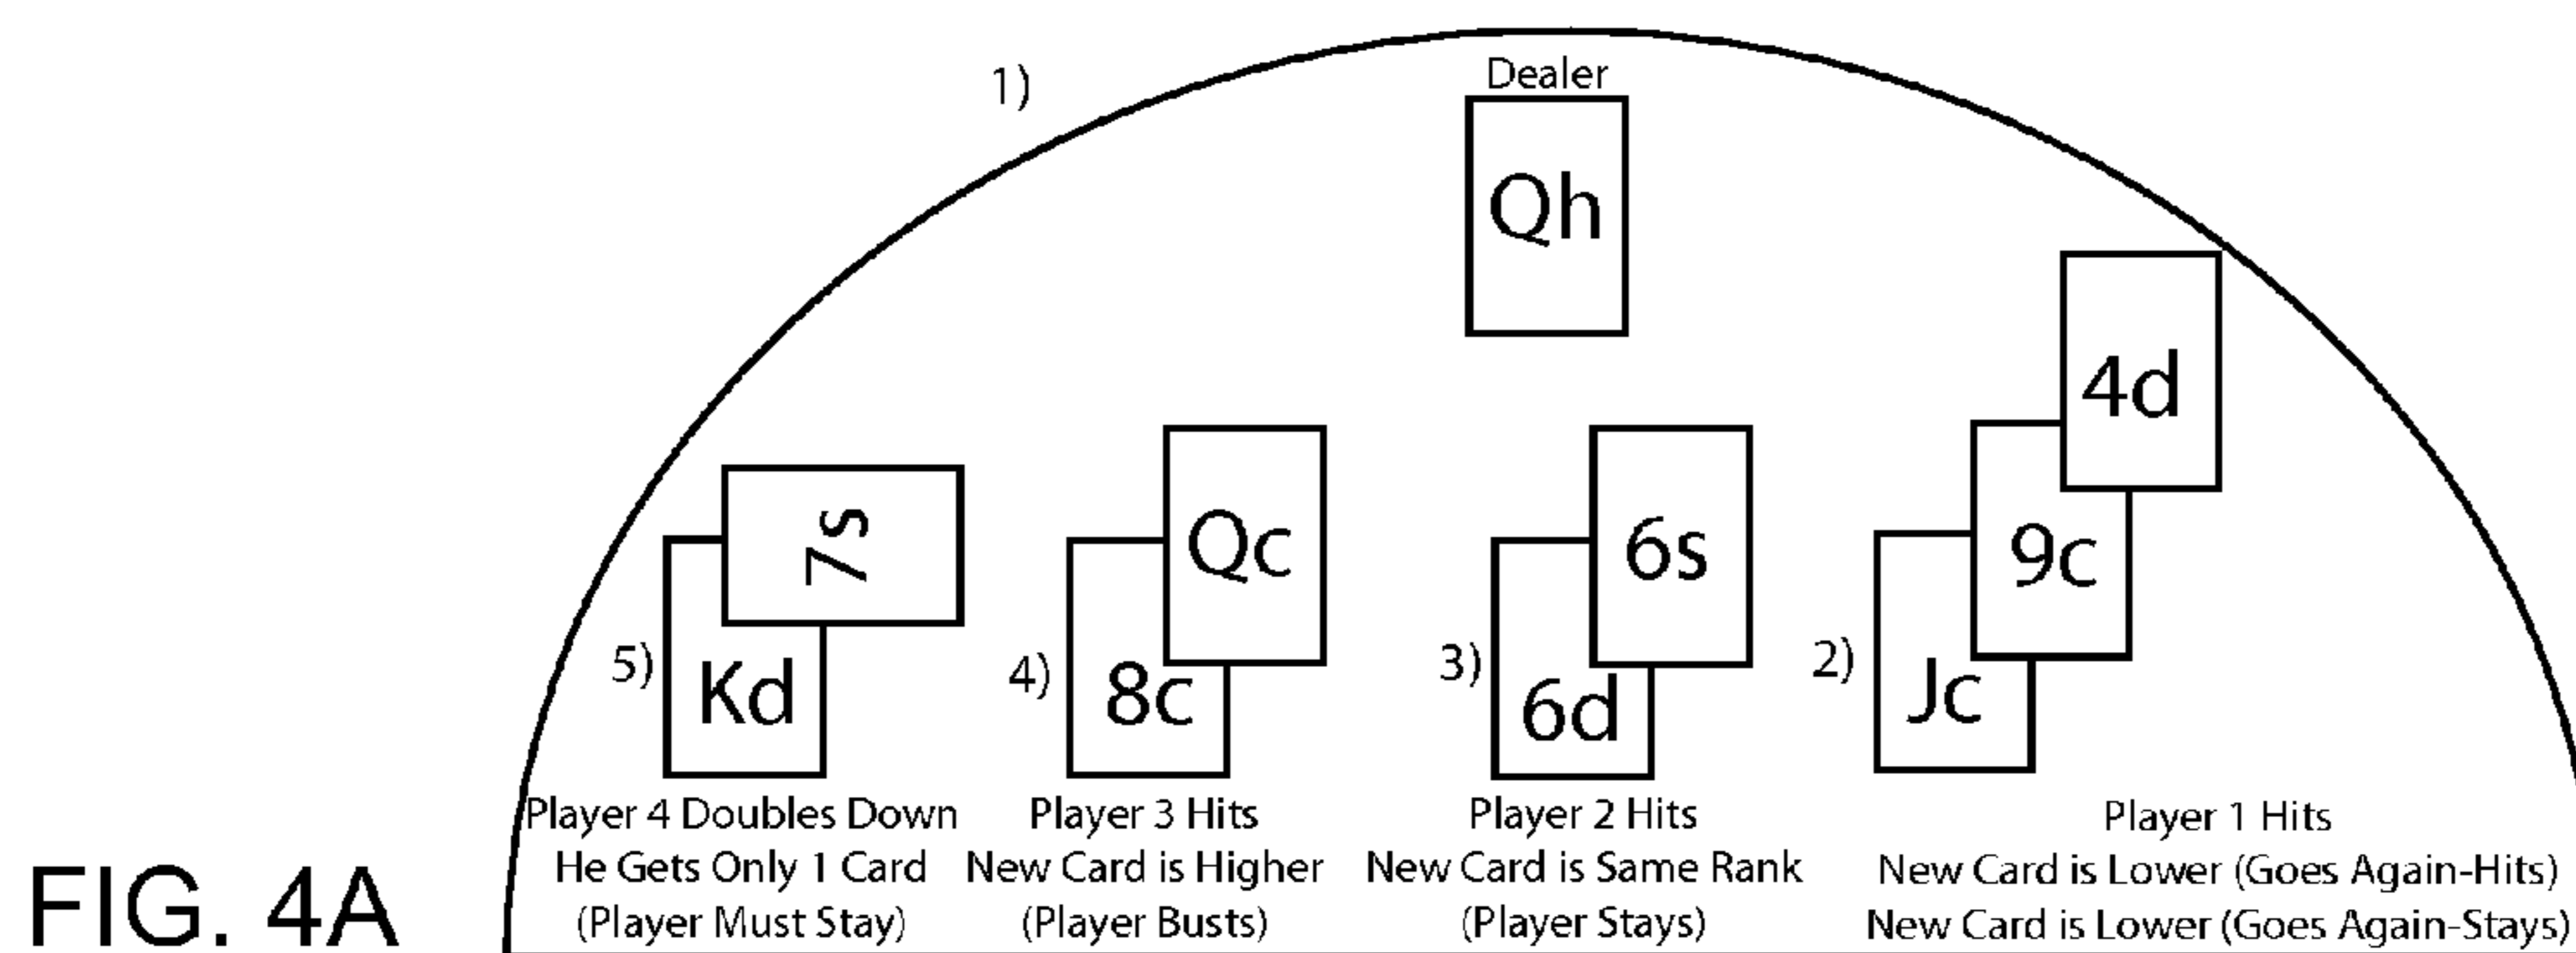 1)
Dealer
Qh
4d
9c
Jc
2)
6s
6d
3)
Qc
8c
4)
7s
Kd
5)
Player 4 Doubles Down
He Gets Only 1 Card
(Player Must Stay)
Player 3 Hits
New Card is Higher
(Player Busts)
Player 2 Hits
New Card is Same Rank
(Player Stays)
Player 1 Hits
New Card is Lower (Goes Again-Hits)
New Card is Lower (Goes Again-Stays)
FIG. 4A